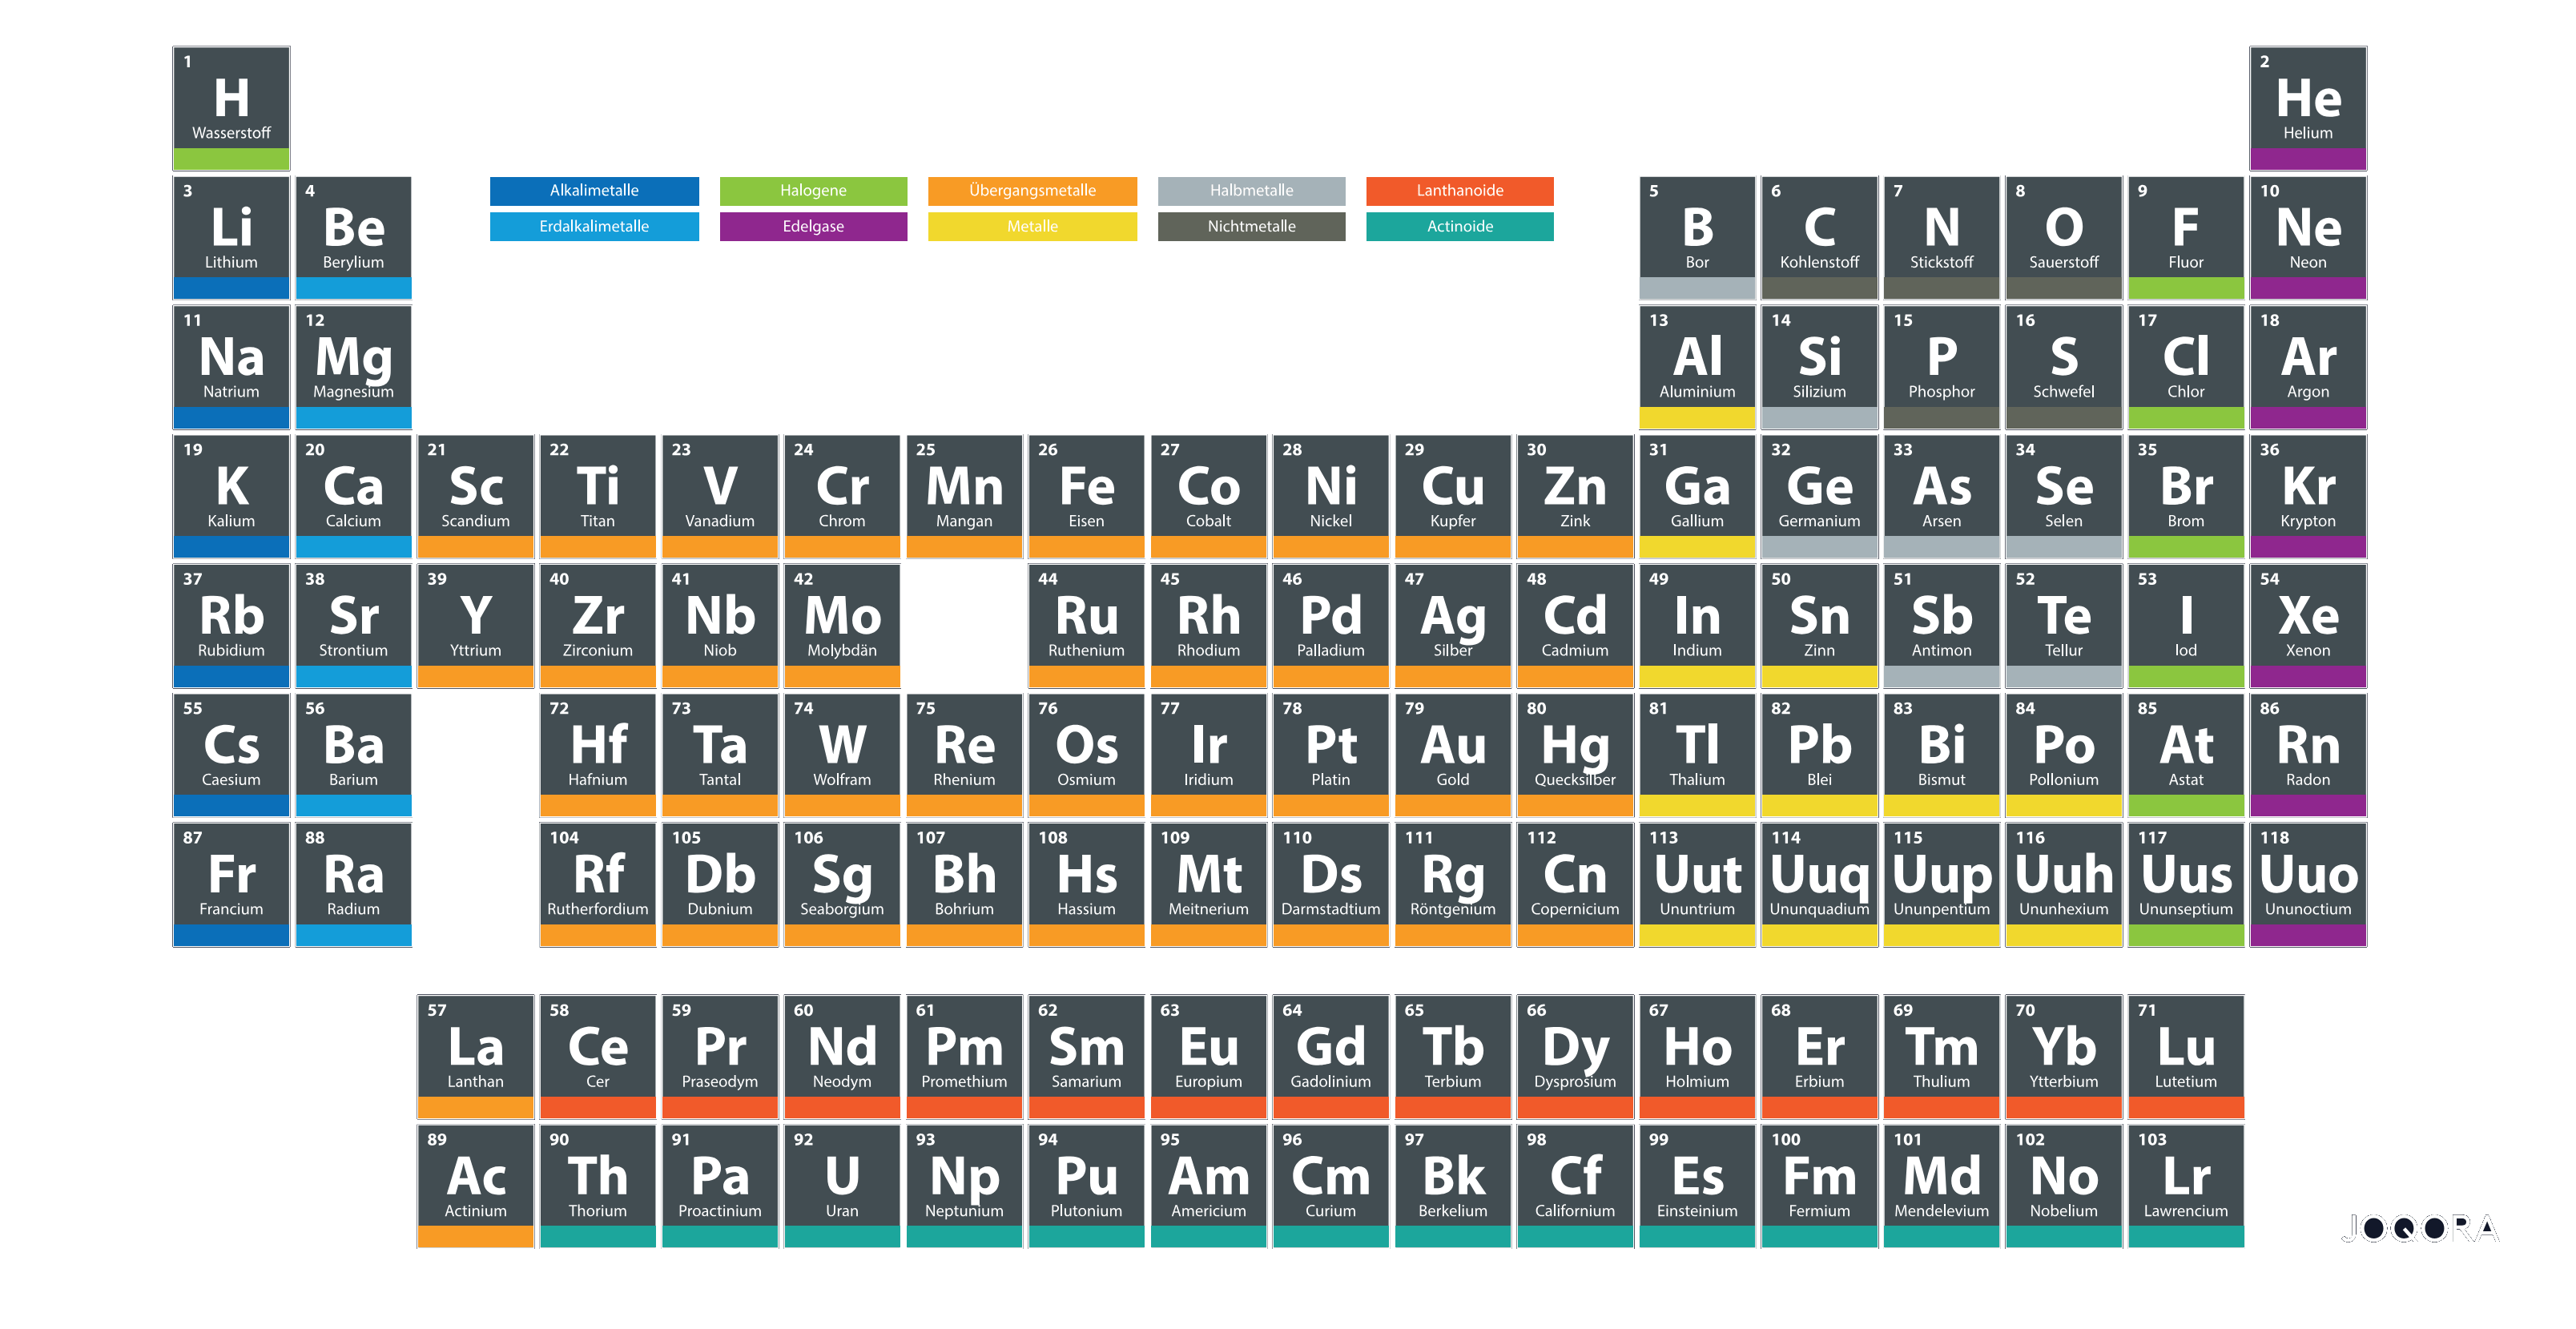 1 2
H He
Wasserstoff Helium
Alkalimetalle Halogene Übergangsmetalle Halbmetalle Lanthanoide
Erdalkalimetalle Edelgase Metalle Nichtmetalle Actinoide
3 4 5 6 7 8 9 10
Li Be B C N O F Ne
Lithium Berylium Bor Kohlenstoff Stickstoff Sauerstoff Fluor Neon
11 12 13 14 15 16 17 18
Na Mg Al Si P S Cl Ar
Natrium Magnesium Aluminium Silizium Phosphor Schwefel Chlor Argon
19 20 21 22 23 24 25 26 27 28 29 30 31 32 33 34 35 36
K Ca Sc Ti V Cr Mn Fe Co Ni Cu Zn Ga Ge As Se Br Kr
Kalium Calcium Scandium Titan Vanadium Chrom Mangan Eisen Cobalt Nickel Kupfer Zink Gallium Germanium Arsen Selen Brom Krypton
37 38 39 40 41 42 44 45 46 47 48 49 50 51 52 53 54
Rb Sr Y Zr Nb Mo Ru Rh Pd Ag Cd In Sn Sb Te I Xe
Rubidium Strontium Yttrium Zirconium Niob Molybdän Ruthenium Rhodium Palladium Silber Cadmium Indium Zinn Antimon Tellur Iod Xenon
55 56 72 73 74 75 76 77 78 79 80 81 82 83 84 85 86
Cs Ba Hf Ta W Re Os Ir Pt Au Hg Tl Pb Bi Po At Rn
Caesium Barium Hafnium Tantal Wolfram Rhenium Osmium Iridium Platin Gold Quecksilber Thalium Blei Bismut Pollonium Astat Radon
87 88 104 105 106 107 108 109 110 111 112 113 114 115 116 117 118
Fr Ra Rf Db Sg Bh Hs Mt Ds Rg Cn Uut Uuq Uup Uuh Uus Uuo
Francium Radium Rutherfordium Dubnium Seaborgium Bohrium Hassium Meitnerium Darmstadtium Röntgenium Copernicium Ununtrium Ununquadium Ununpentium Ununhexium Ununseptium Ununoctium
57 58 59 60 61 62 63 64 65 66 67 68 69 70 71
La Ce Pr Nd Pm Sm Eu Gd Tb Dy Ho Er Tm Yb Lu
Lanthan Cer Praseodym Neodym Promethium Samarium Europium Gadolinium Terbium Dysprosium Holmium Erbium Thulium Ytterbium Lutetium
89 90 91 92 93 94 95 96 97 98 99 100 101 102 103
Ac Th Pa U Np Pu Am Cm Bk Cf Es Fm Md No Lr
Actinium Thorium Proactinium Uran Neptunium Plutonium Americium Curium Berkelium Californium Einsteinium Fermium Mendelevium Nobelium Lawrencium
JOQORA